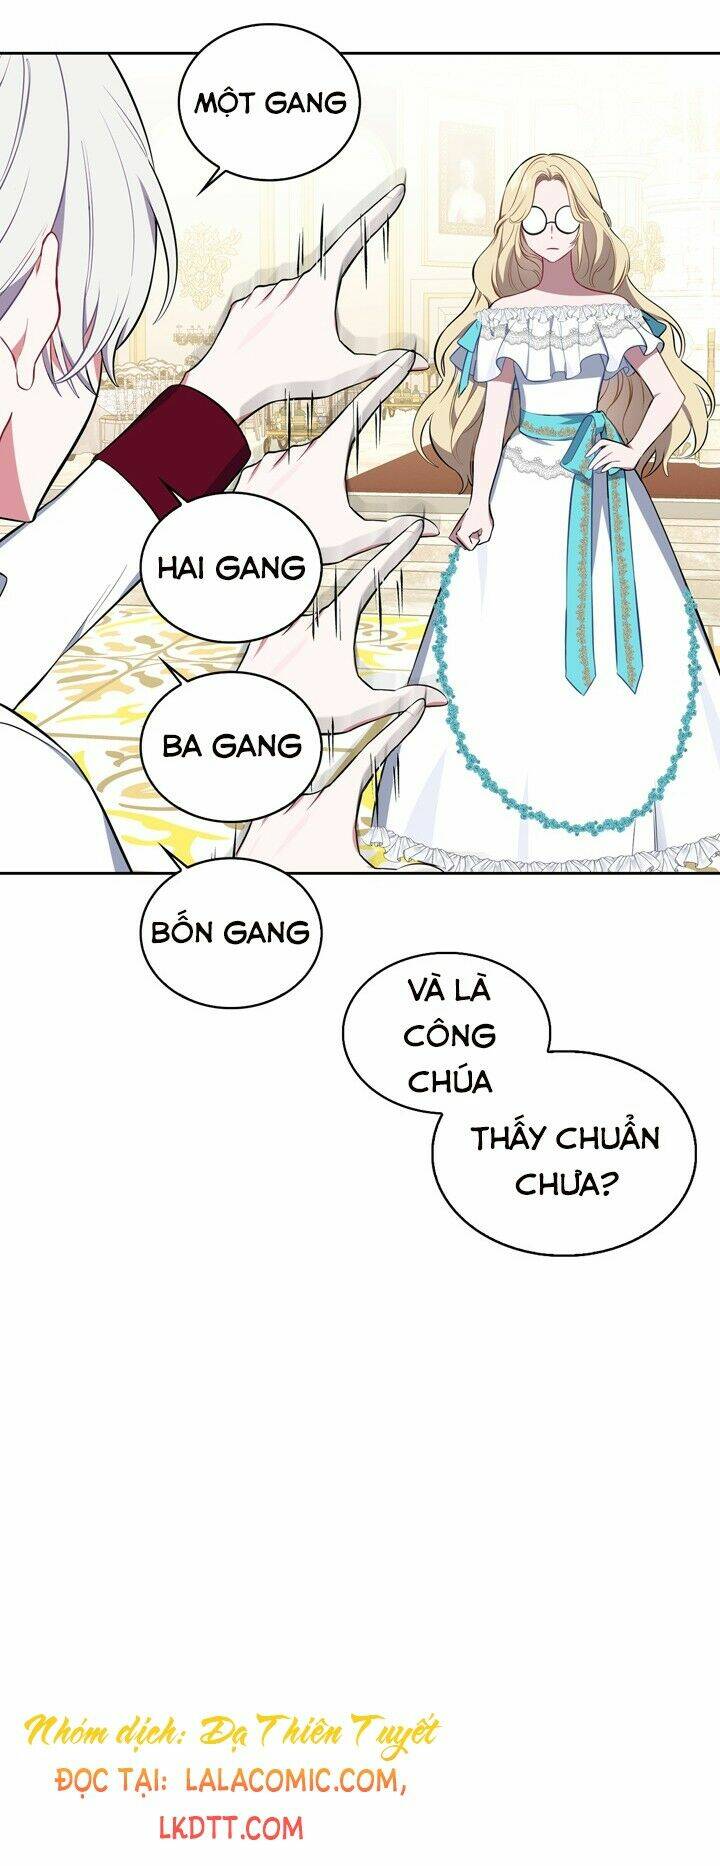 MỘT GANG
HAI GANG
BA GANG
BỐN GANG
VÀ LÀ
CÔNG
CHÚA
THẤY CHUẨN
CHƯA?
Nhóm dịch: Dạ Thiên Tuyết
ĐỌC TẠI: LALACOMIC.COM,
LKDTT.COM